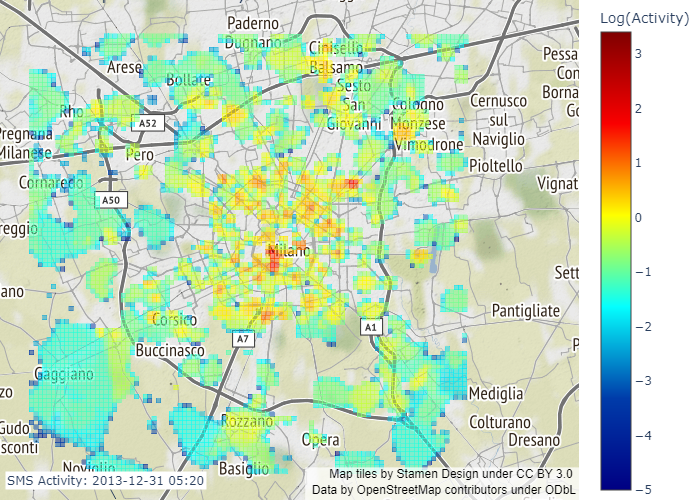 Log(Activity)
3
2
1
0
−1
−2
−3
−4
−5
Paderno
Dugnano
Cinisello
Balsamo
Pessa
Con
Borna
Go
Arese
Bollate
Sesto
San
Giovanni
Cologno
Monzese
Cernusco
sul
Naviglio
Rho
A52
Pregnana
Milanese
Pero
Vimodrone
Pioltello
Cornaredo
Vignat
A50
reggio
Milano
Sett
ano
Pantigliate
Corsico
A7
A1
Buccinasco
P
Gaggiano
Mediglia
zo
Rozzano
Colturano
Gudo
sconti
Opera
Dresano
Noviglio
Basiglio
SMS Activity: 2013-12-31 05:20
Map tiles by Stamen Design under CC BY 3.0
Data by OpenStreetMap contributors under ODbL